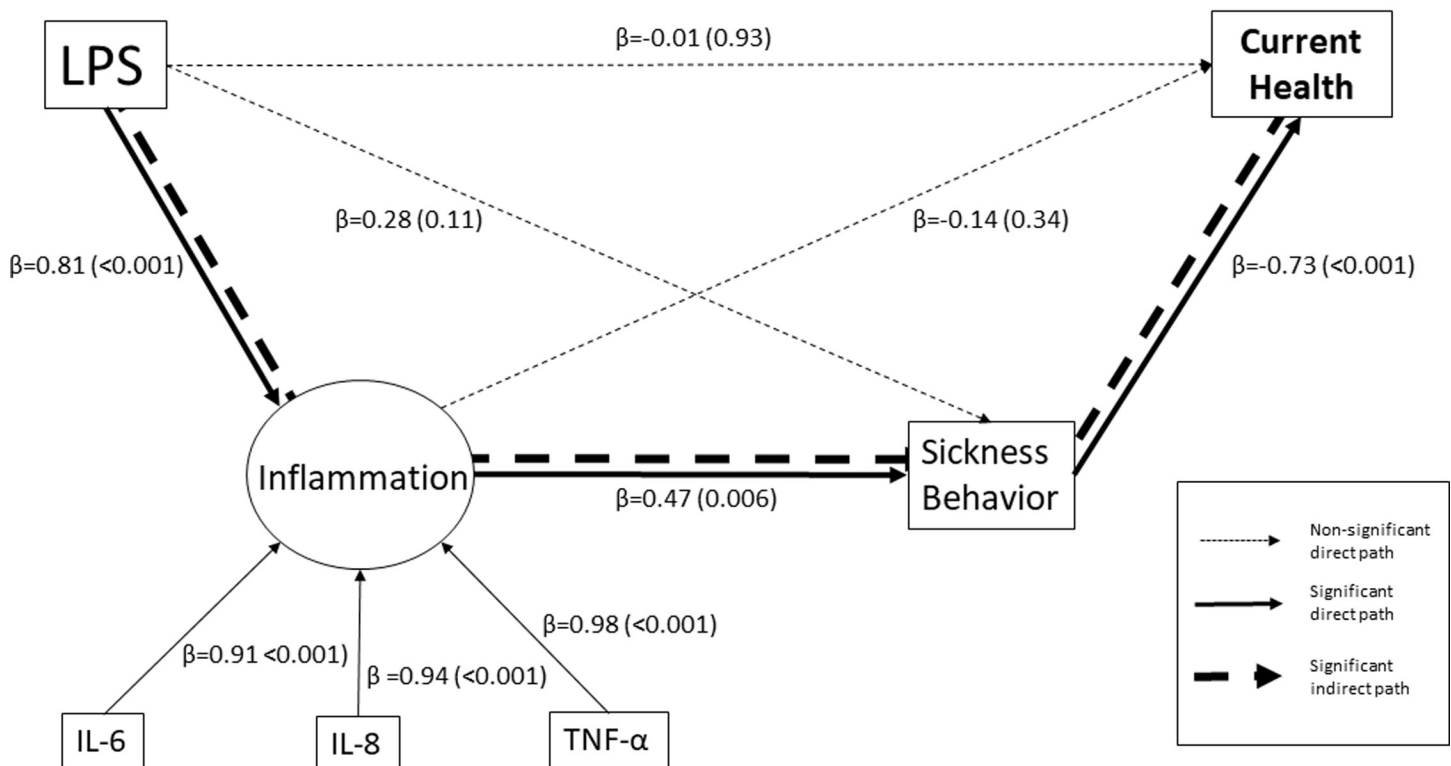 β=-0.01 (0.93)
LPS
Current
Health
β=0.28 (0.11)
β=-0.14 (0.34)
β=0.81 (<0.001)
β=-0.73 (<0.001)
Inflammation
Sickness
Behavior
β=0.47 (0.006)
β=0.91 <0.001)
β =0.94 (<0.001)
β=0.98 (<0.001)
IL-6
IL-8
TNF-α
Non-significant
direct path
Significant
direct path
Significant
indirect path